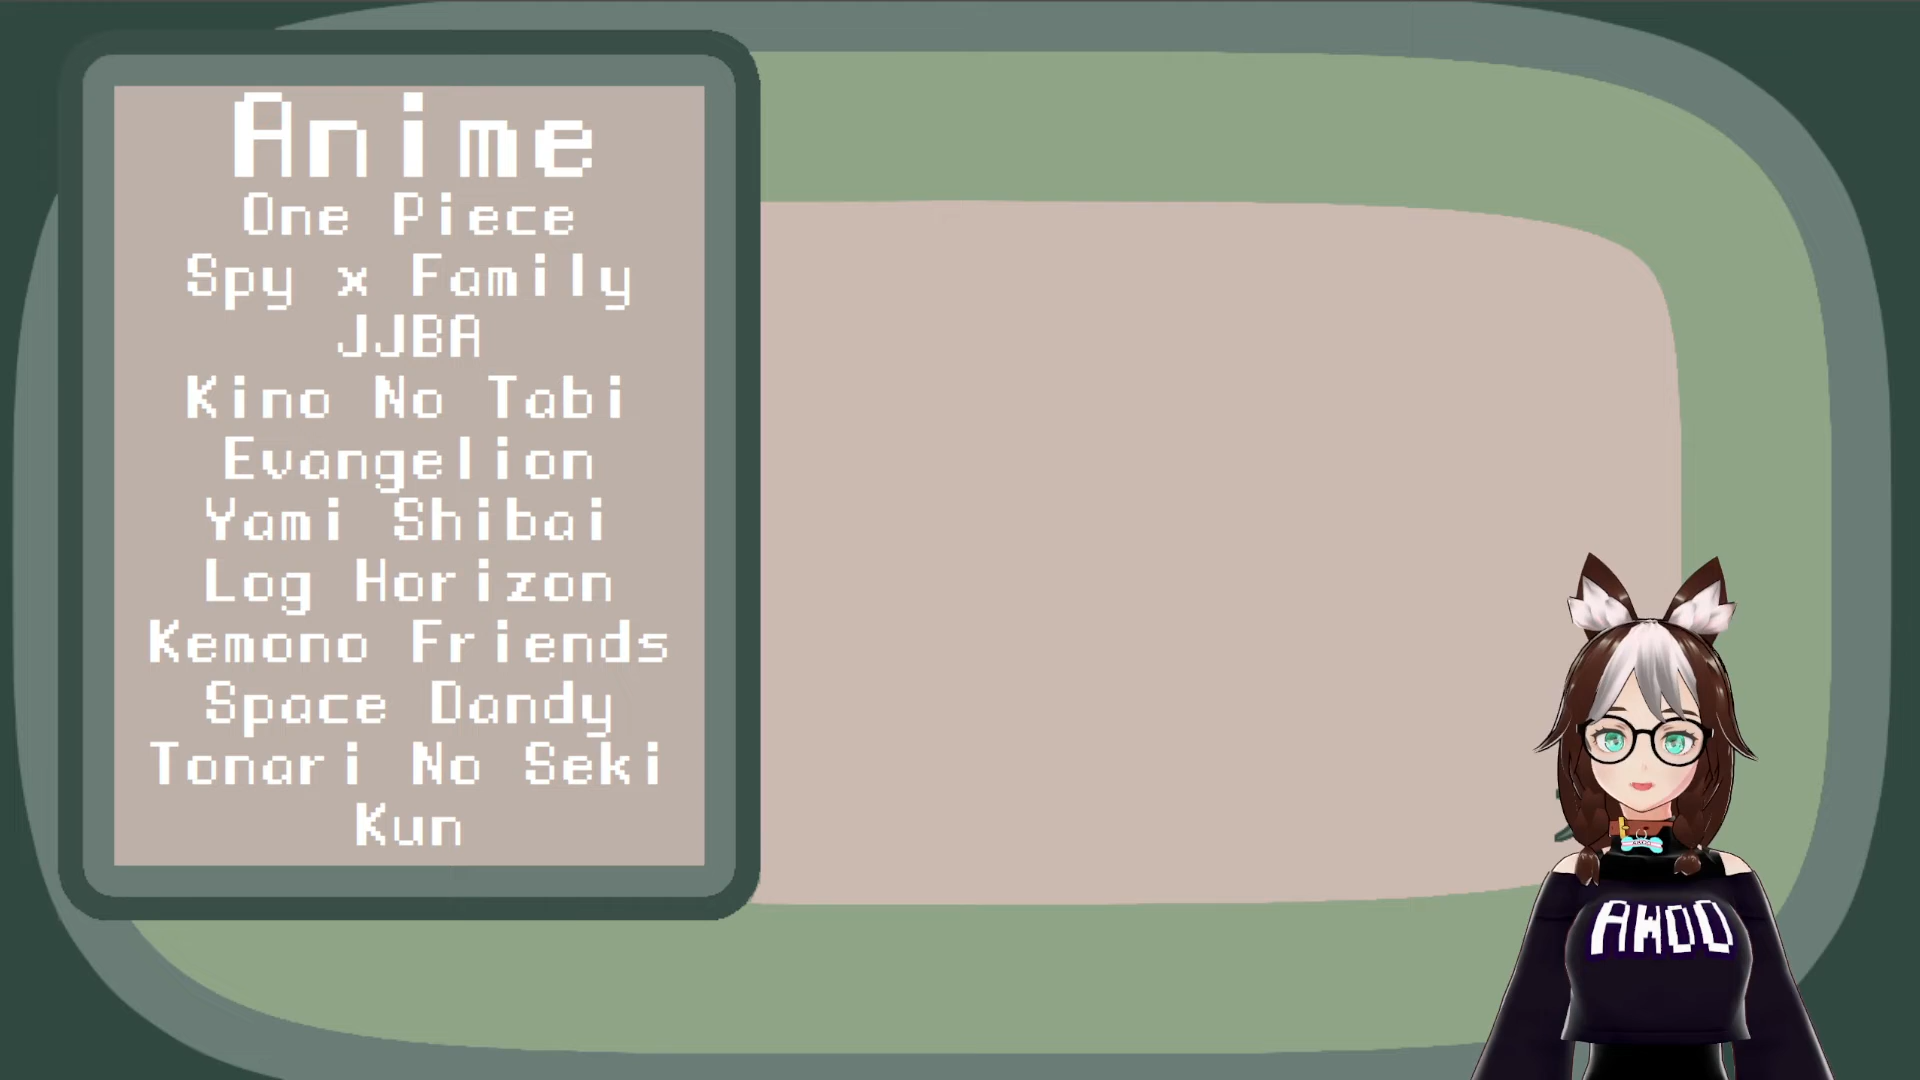 Anime
One Piece
Spy x Family
JJBA
Kino No Tabi
Evangelion
Yami Shibai
Log Horizon
Kemono Friends
Space Dandy
Tonari No Seki
Kun
AWOO